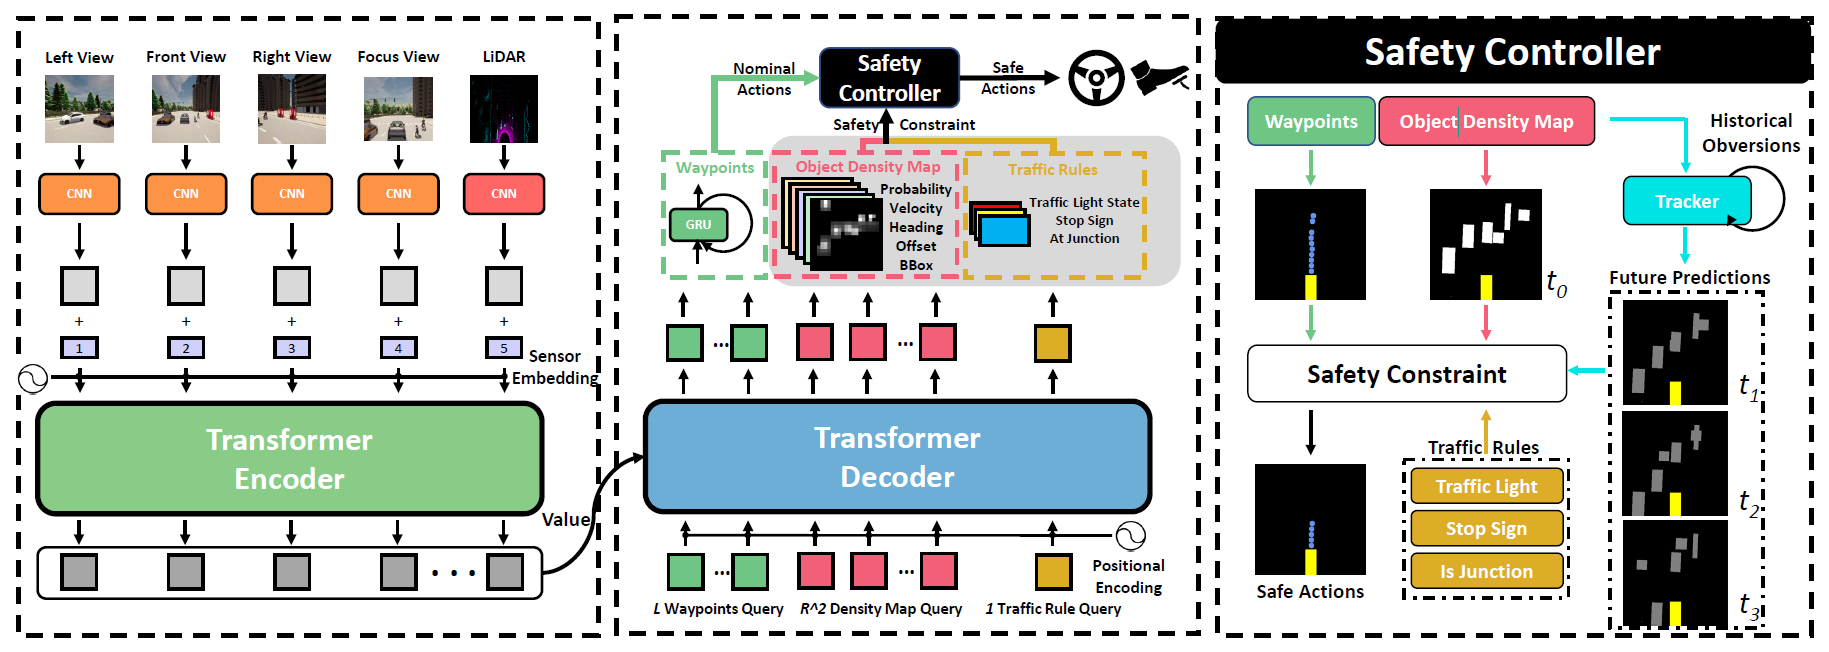 Left View
Front View
Right View
Focus View
LiDAR
CNN
CNN
CNN
CNN
CNN
+
+
+
+
+
1
2
3
4
5
Sensor
Embedding
Transformer
Encoder
Value
Nominal
Actions
Safety
Controller
Safe
Actions
Safety Constraint
Waypoints
GRU
Object Density Map
Probability
Velocity
Heading
Offset
BBox
Traffic Rules
Traffic Light State
Stop Sign
At Junction
...
...
Transformer
Decoder
...
...
Positional
Encoding
L Waypoints Query
R^2 Density Map Query
1 Traffic Rule Query
Safety Controller
Waypoints
Object Density Map
Historical
Obversions
Tracker
t0
Future Predictions
Safety Constraint
t1
t2
t3
Traffic Rules
Traffic Light
Stop Sign
Is Junction
Safe Actions